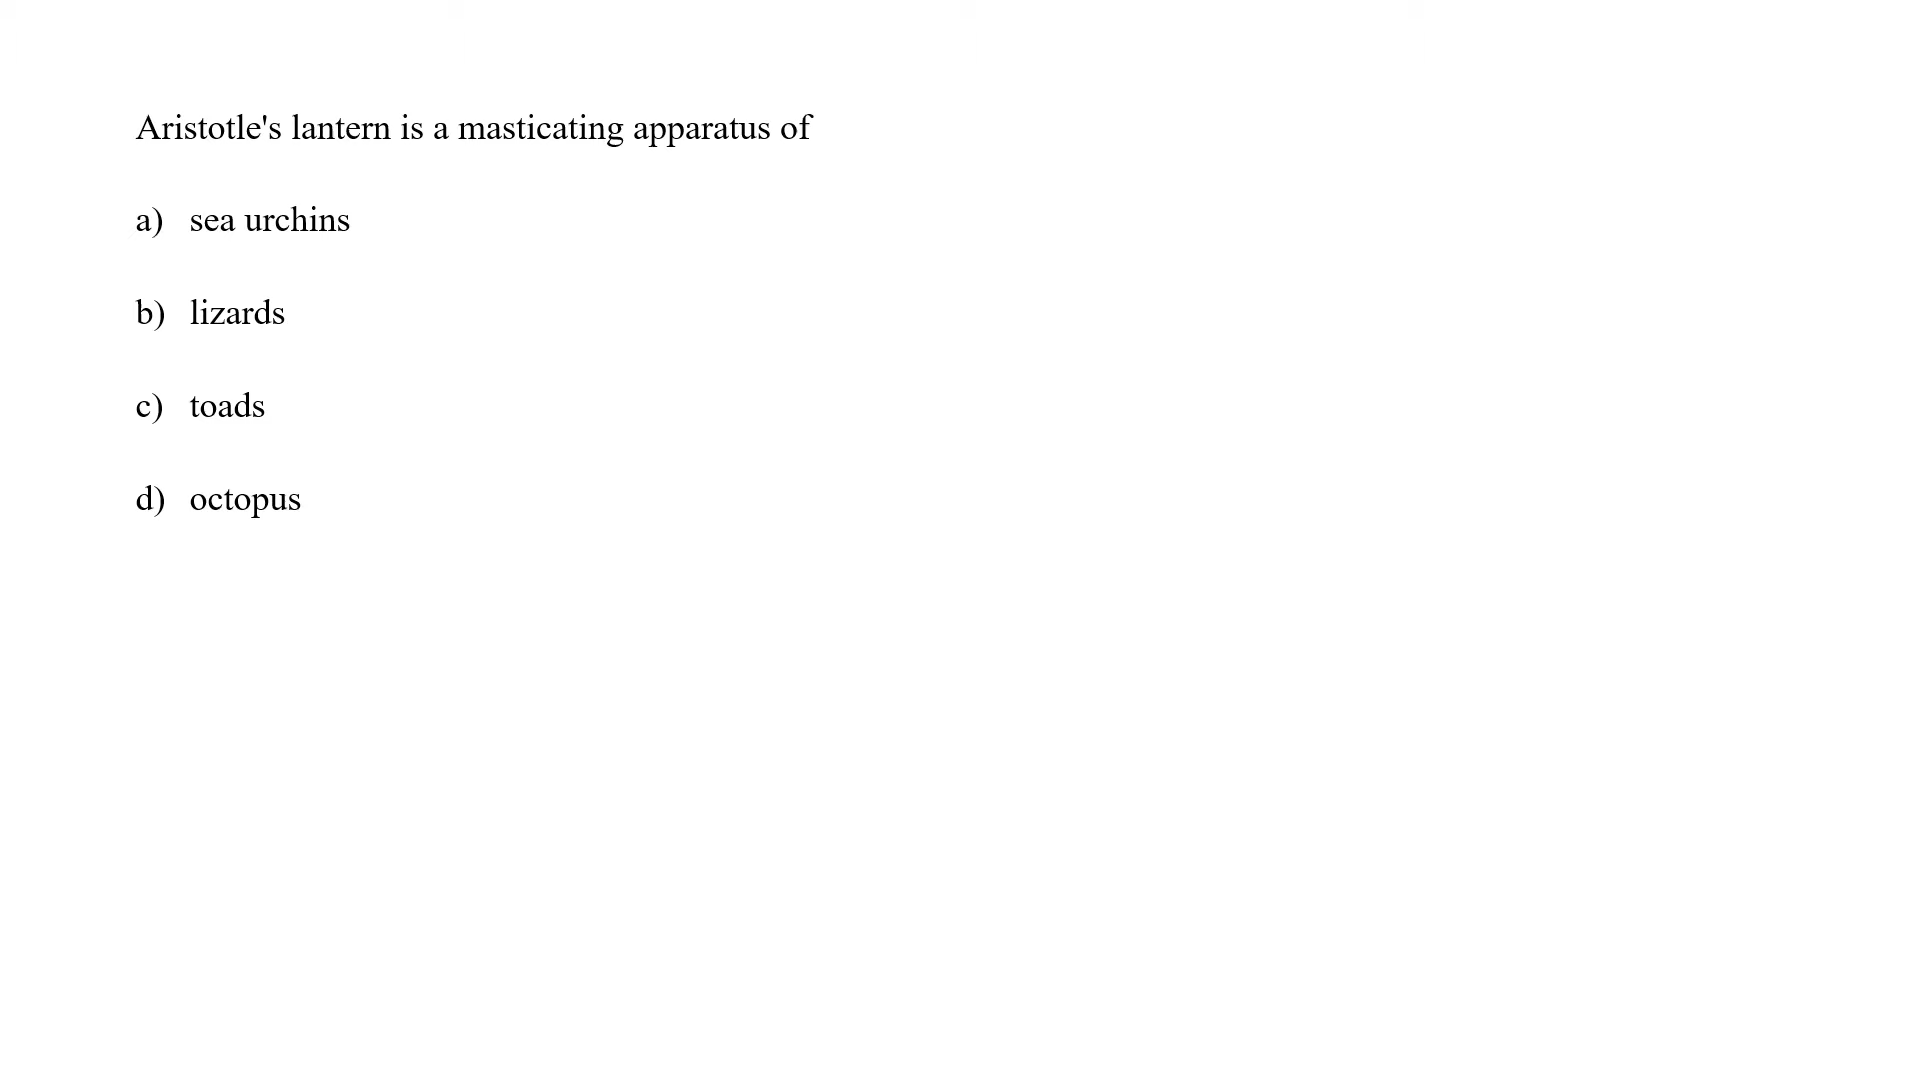 Aristotle's lantern is a masticating apparatus of
a) sea urchins
b) lizards
c) toads
d) octopus